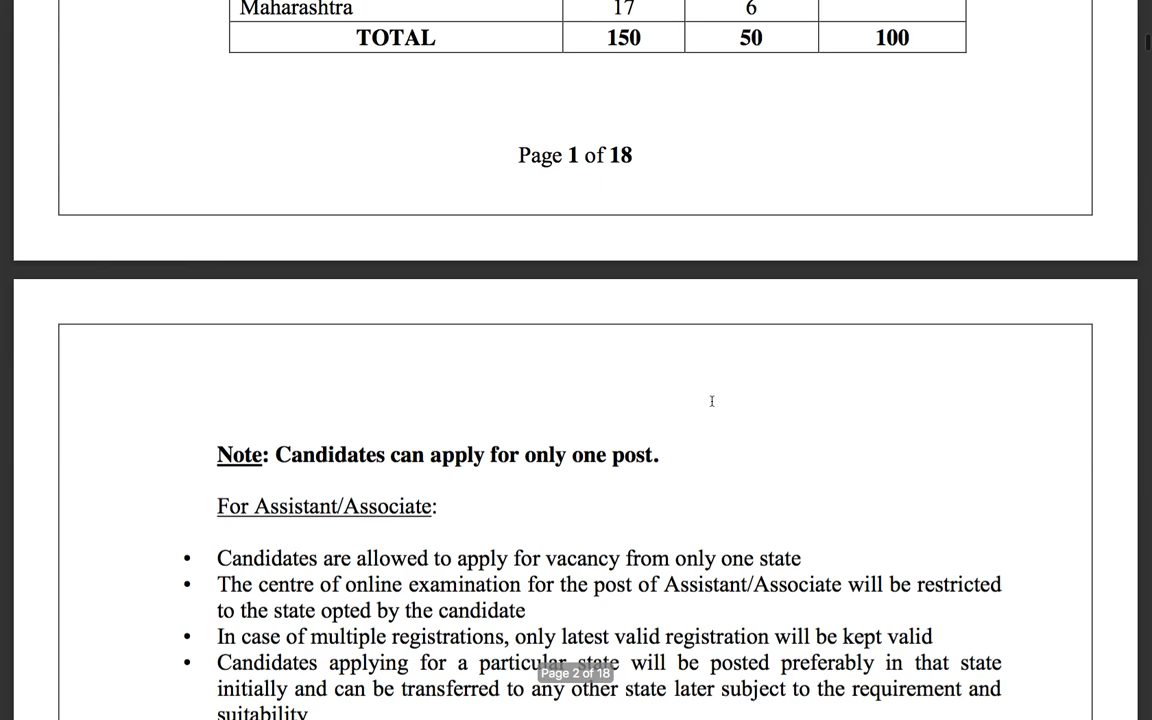 Maharashtra 17 6
TOTAL 150 50 100
Page 1 of 18
Note: Candidates can apply for only one post.
For Assistant/Associate:
• Candidates are allowed to apply for vacancy from only one state
• The centre of online examination for the post of Assistant/Associate will be restricted
to the state opted by the candidate
• In case of multiple registrations, only latest valid registration will be kept valid
• Candidates applying for a particular state will be posted preferably in that state
Page 2 of 18
initially and can be transferred to any other state later subject to the requirement and
suitability